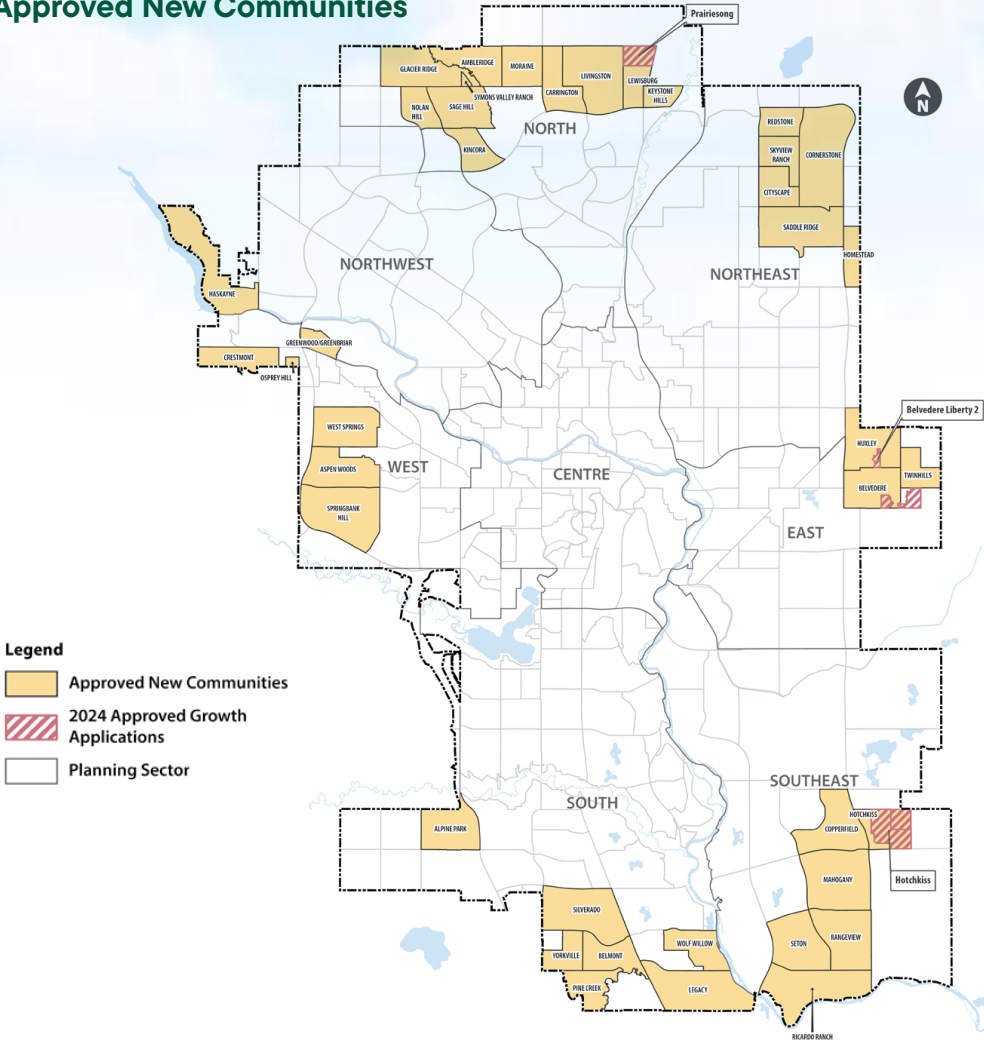 Approved New Communities
Prairiesong
GLACIER RIDGE
AMBLERIDGE
MORAINE
LIVINGSTON
LEWISBURG
CARRINGTON
KEYSTONE
HILLS
SYMONS VALLEY RANCH
NOLAN
HILL
SAGE HILL
KINCORA
NORTH
N
REDSTONE
SKYVIEW
RANCH
CORNERSTONE
CITYSCAPE
SADDLE RIDGE
HOMESTEAD
NORTHWEST
NORTHEAST
HASKAYNE
GREENWOOD/GREENBRIAR
CRESTMONT
OSPREY HILL
WEST SPRINGS
ASPEN WOODS
WEST
SPRINGBANK
HILL
CENTRE
Belvedere Liberty 2
HUXLEY
TWINHILLS
BELVEDERE
EAST
Legend
Approved New Communities
2024 Approved Growth
Applications
Planning Sector
SOUTHEAST
SOUTH
ALPINE PARK
HOTCHKISS
COPPERFIELD
Hotchkiss
MAHOGANY
SILVERADO
YORKVILLE
BELMONT
WOLF WILLOW
SETON
RANGEVIEW
PINE CREEK
LEGACY
RICARDO RANCH